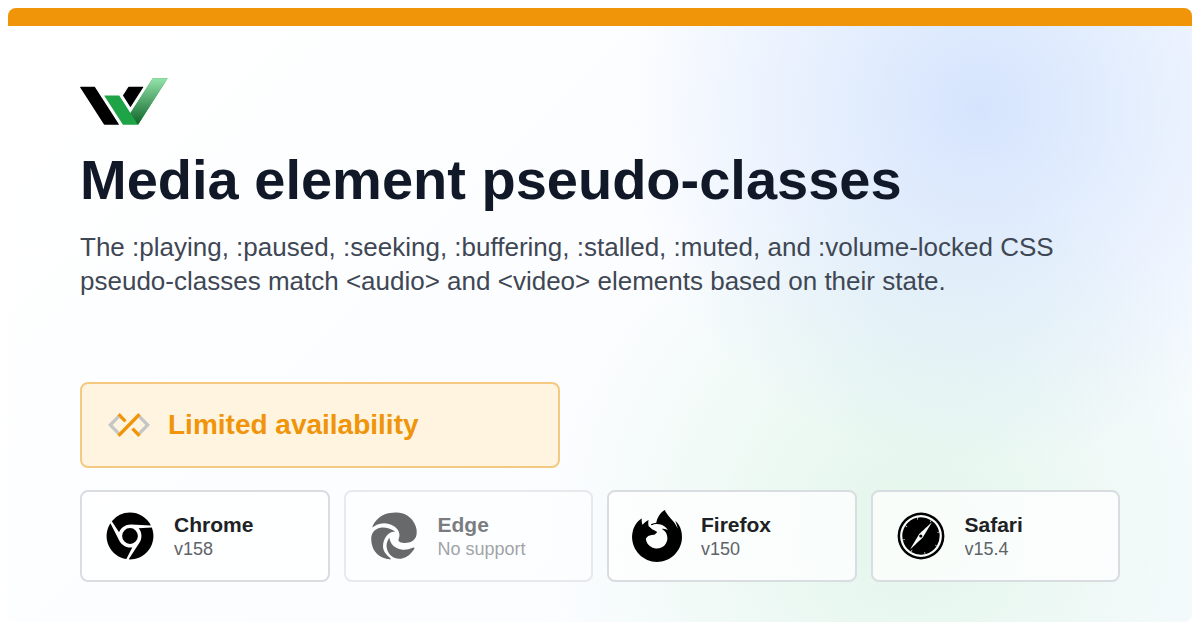 Media element pseudo-classes
The :playing, :paused, :seeking, :buffering, :stalled, :muted, and :volume-locked CSS
pseudo-classes match <audio> and <video> elements based on their state.
Limited availability
Chrome
v158
Edge
No support
Firefox
v150
Safari
v15.4